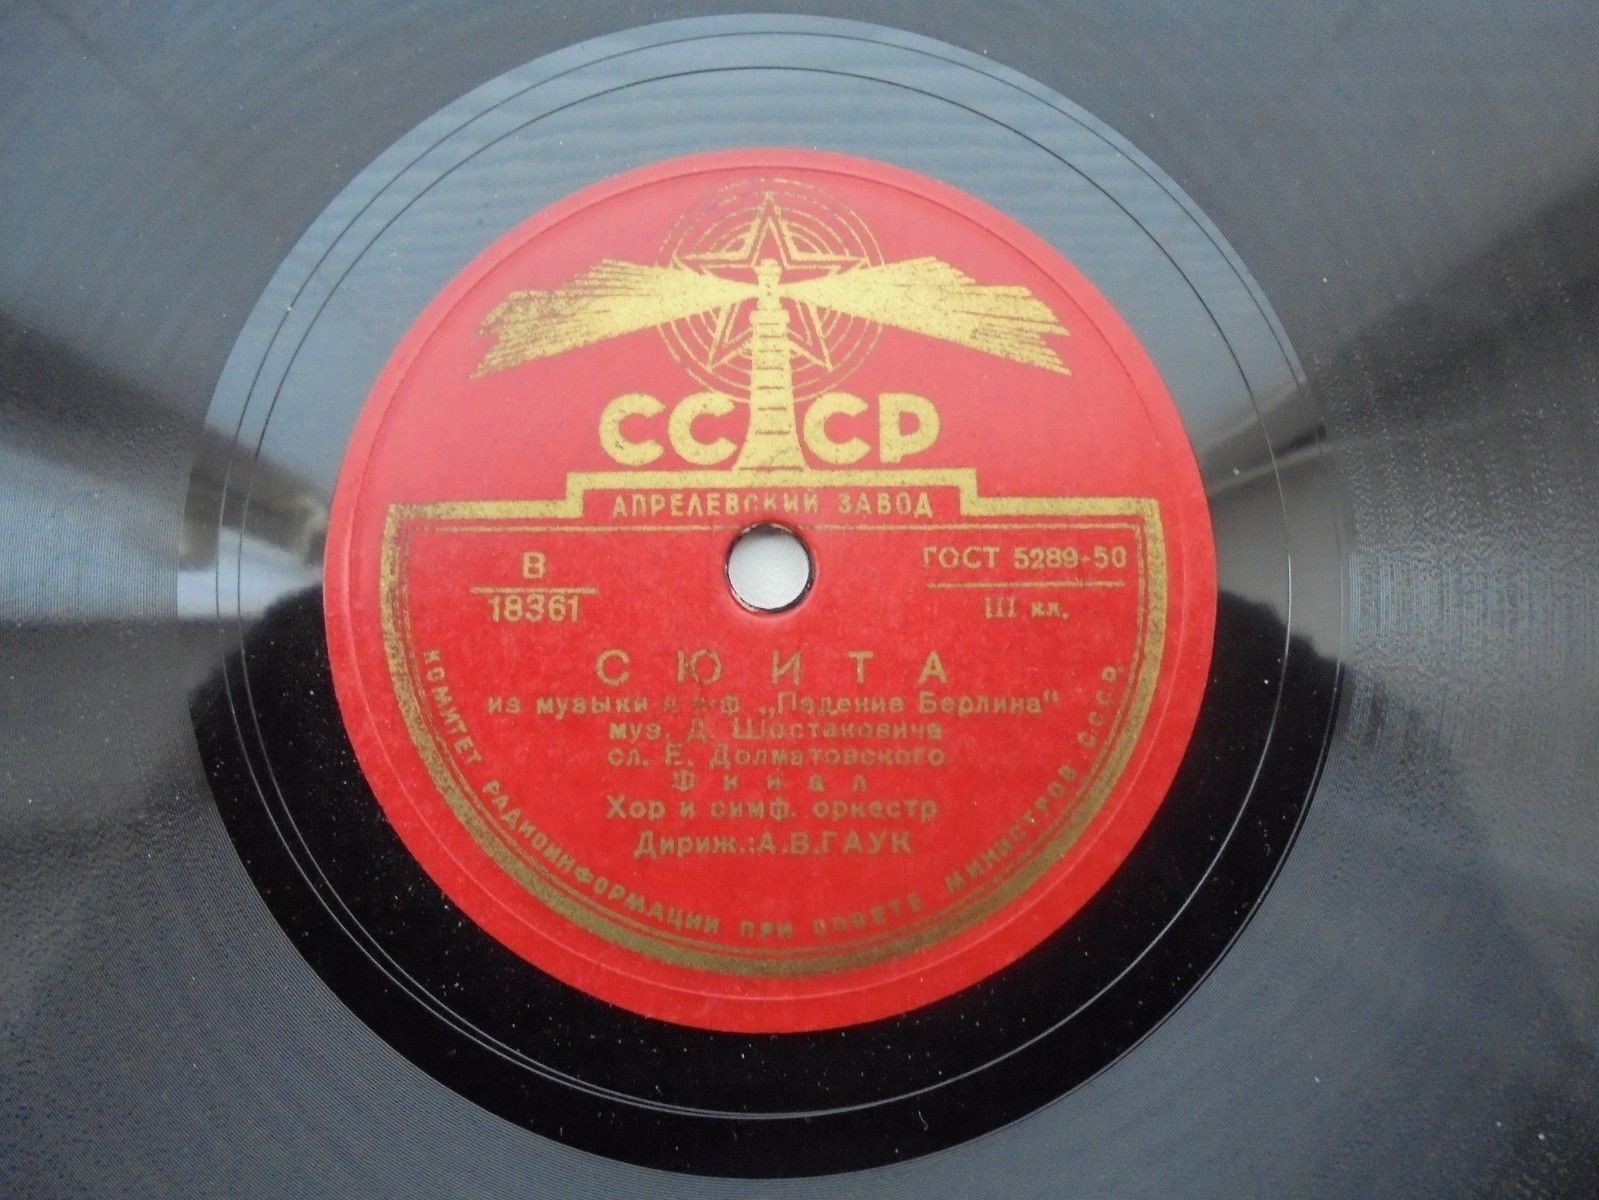 СССР
АПРЕЛЕВСКИЙ ЗАВОД
В
18361
ГОСТ 5289-50
III кл.
СЮИТА
из музыки к к-ф „Падение Берлина“
муз. Д. Шостаковича
сл. Е. Долматовского
Финал
Хор и симф. оркестр
Дириж.: А.В.ГАУК
КОМИТЕТ РАДИОИНФОРМАЦИИ ПРИ СОВЕТЕ МИНИСТРОВ СССР